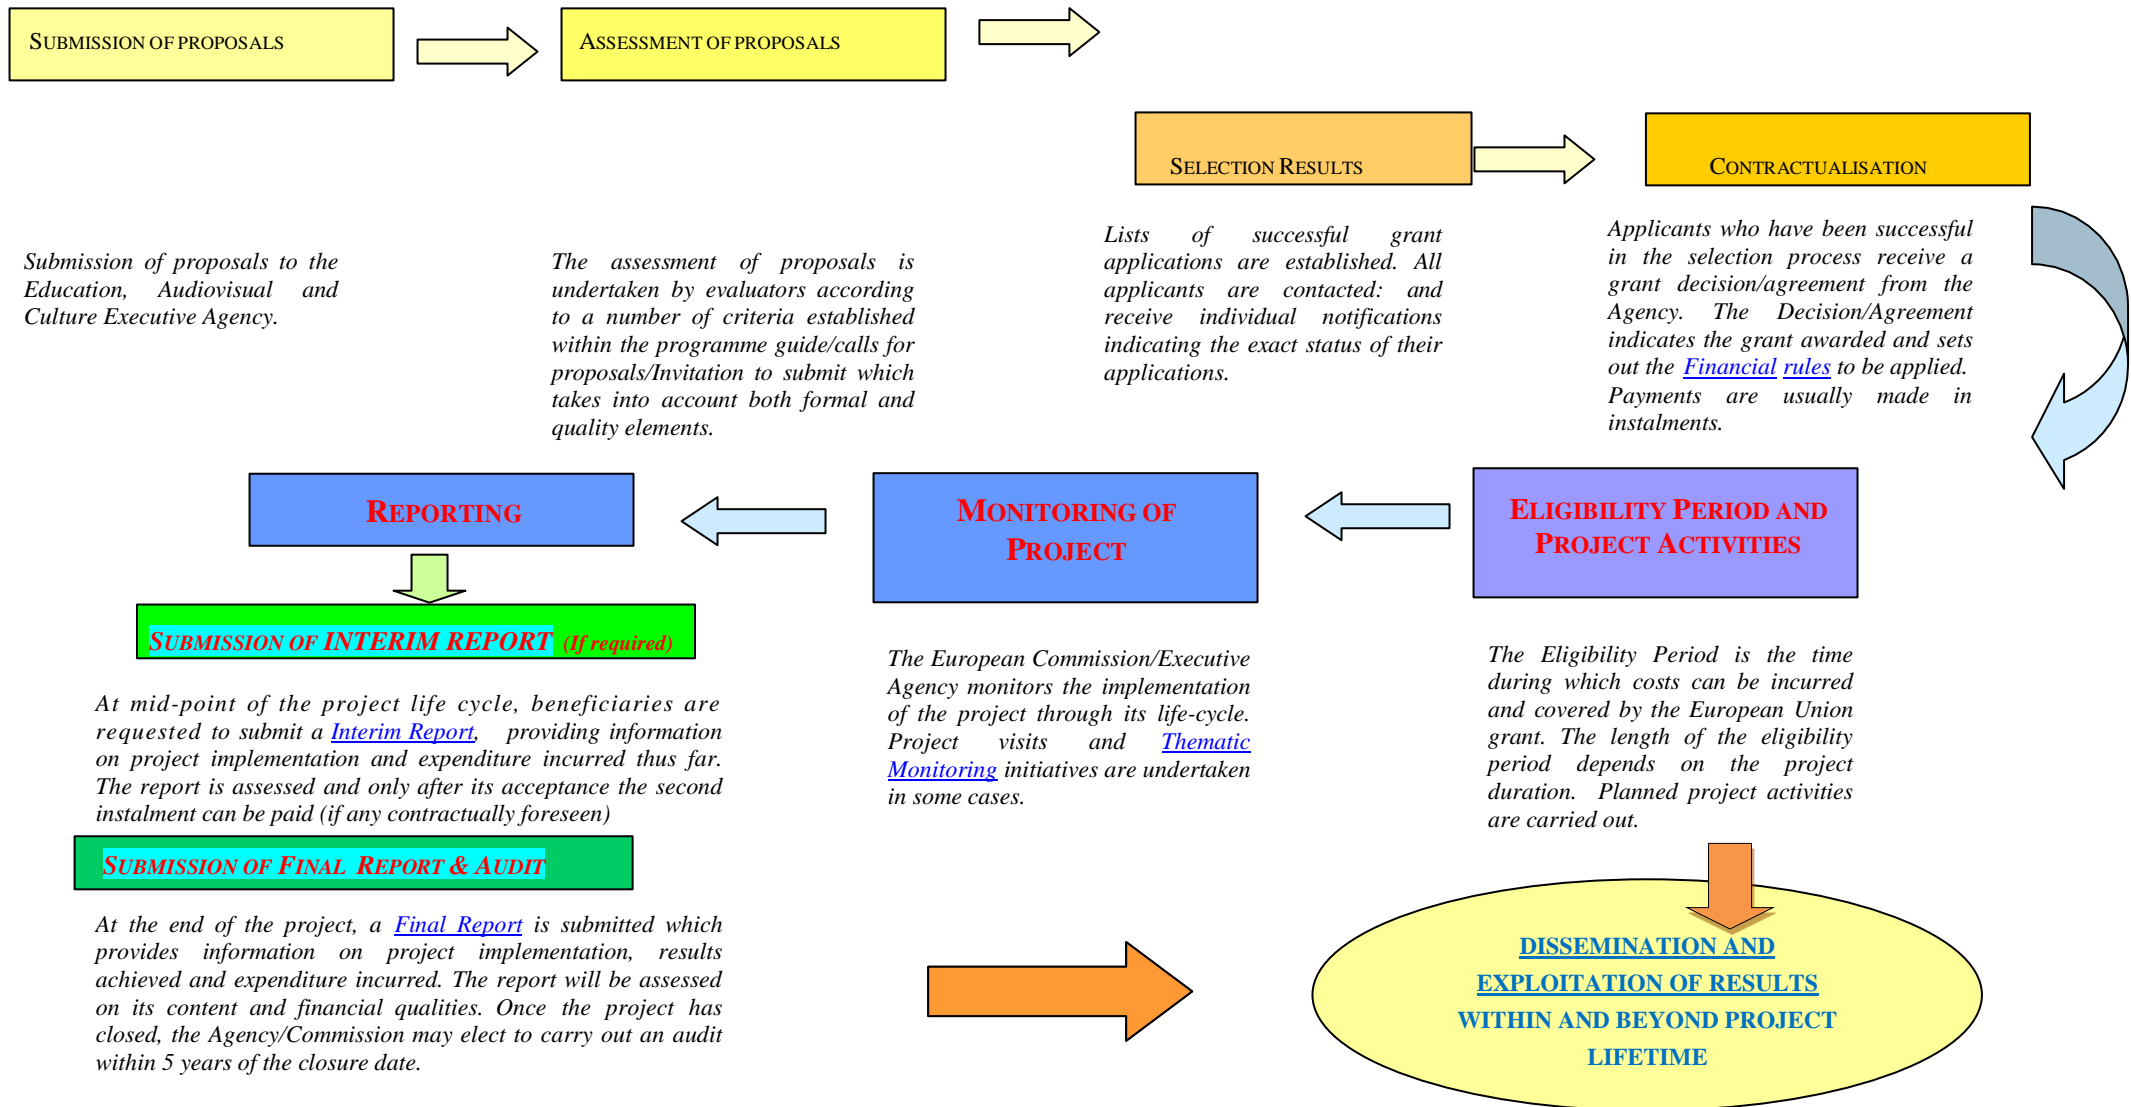 SUBMISSION OF PROPOSALS
ASSESSMENT OF PROPOSALS
SELECTION RESULTS
CONTRACTUALISATION
Submission of proposals to the
Education, Audiovisual and
Culture Executive Agency.
The assessment of proposals is
undertaken by evaluators according
to a number of criteria established
within the programme guide/calls for
proposals/Invitation to submit which
takes into account both formal and
quality elements.
Lists of successful grant
applications are established. All
applicants are contacted: and
receive individual notifications
indicating the exact status of their
applications.
Applicants who have been successful
in the selection process receive a
grant decision/agreement from the
Agency. The Decision/Agreement
indicates the grant awarded and sets
out the Financial rules to be applied.
Payments are usually made in
instalments.
ELIGIBILITY PERIOD AND
PROJECT ACTIVITIES
The Eligibility Period is the time
during which costs can be incurred
and covered by the European Union
grant. The length of the eligibility
period depends on the project
duration. Planned project activities
are carried out.
MONITORING OF
PROJECT
The European Commission/Executive
Agency monitors the implementation
of the project through its life-cycle.
Project visits and Thematic
Monitoring initiatives are undertaken
in some cases.
REPORTING
SUBMISSION OF INTERIM REPORT (If required)
At mid-point of the project life cycle, beneficiaries are
requested to submit a Interim Report, providing information
on project implementation and expenditure incurred thus far.
The report is assessed and only after its acceptance the second
instalment can be paid (if any contractually foreseen)
SUBMISSION OF FINAL REPORT & AUDIT
At the end of the project, a Final Report is submitted which
provides information on project implementation, results
achieved and expenditure incurred. The report will be assessed
on its content and financial qualities. Once the project has
closed, the Agency/Commission may elect to carry out an audit
within 5 years of the closure date.
DISSEMINATION AND
EXPLOITATION OF RESULTS
WITHIN AND BEYOND PROJECT
LIFETIME